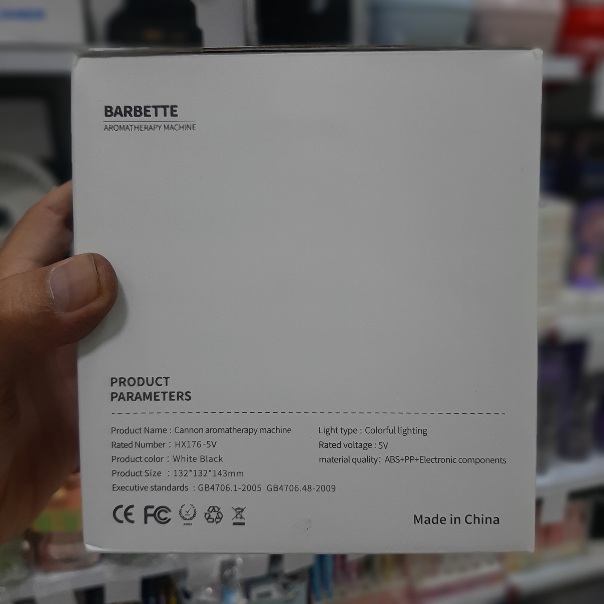 BARBETTE
AROMATHERAPY MACHINE
PRODUCT
PARAMETERS
Product Name : Cannon aromatherapy machine
Light type : Colorful lighting
Rated Number : HX176-5V
Rated voltage : 5V
Product color : White Black
material quality: ABS+PP+Electronic components
Product Size : 132*132*143mm
Executive standards : GB4706.1-2005 GB4706.48-2009
CE FC
Made in China